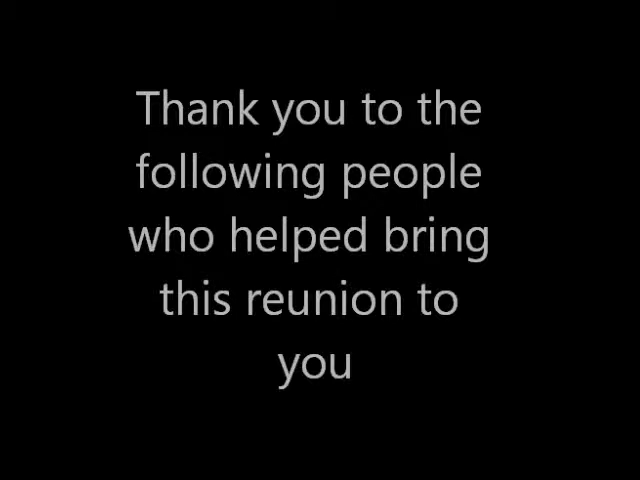 Thank you to the
following people
who helped bring
this reunion to
you